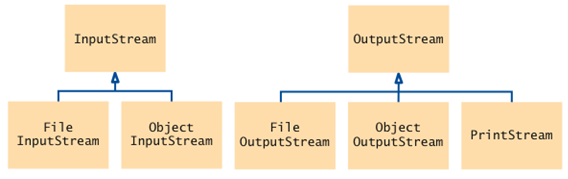 InputStream
OutputStream
File
InputStream
Object
InputStream
File
OutputStream
Object
OutputStream
PrintStream